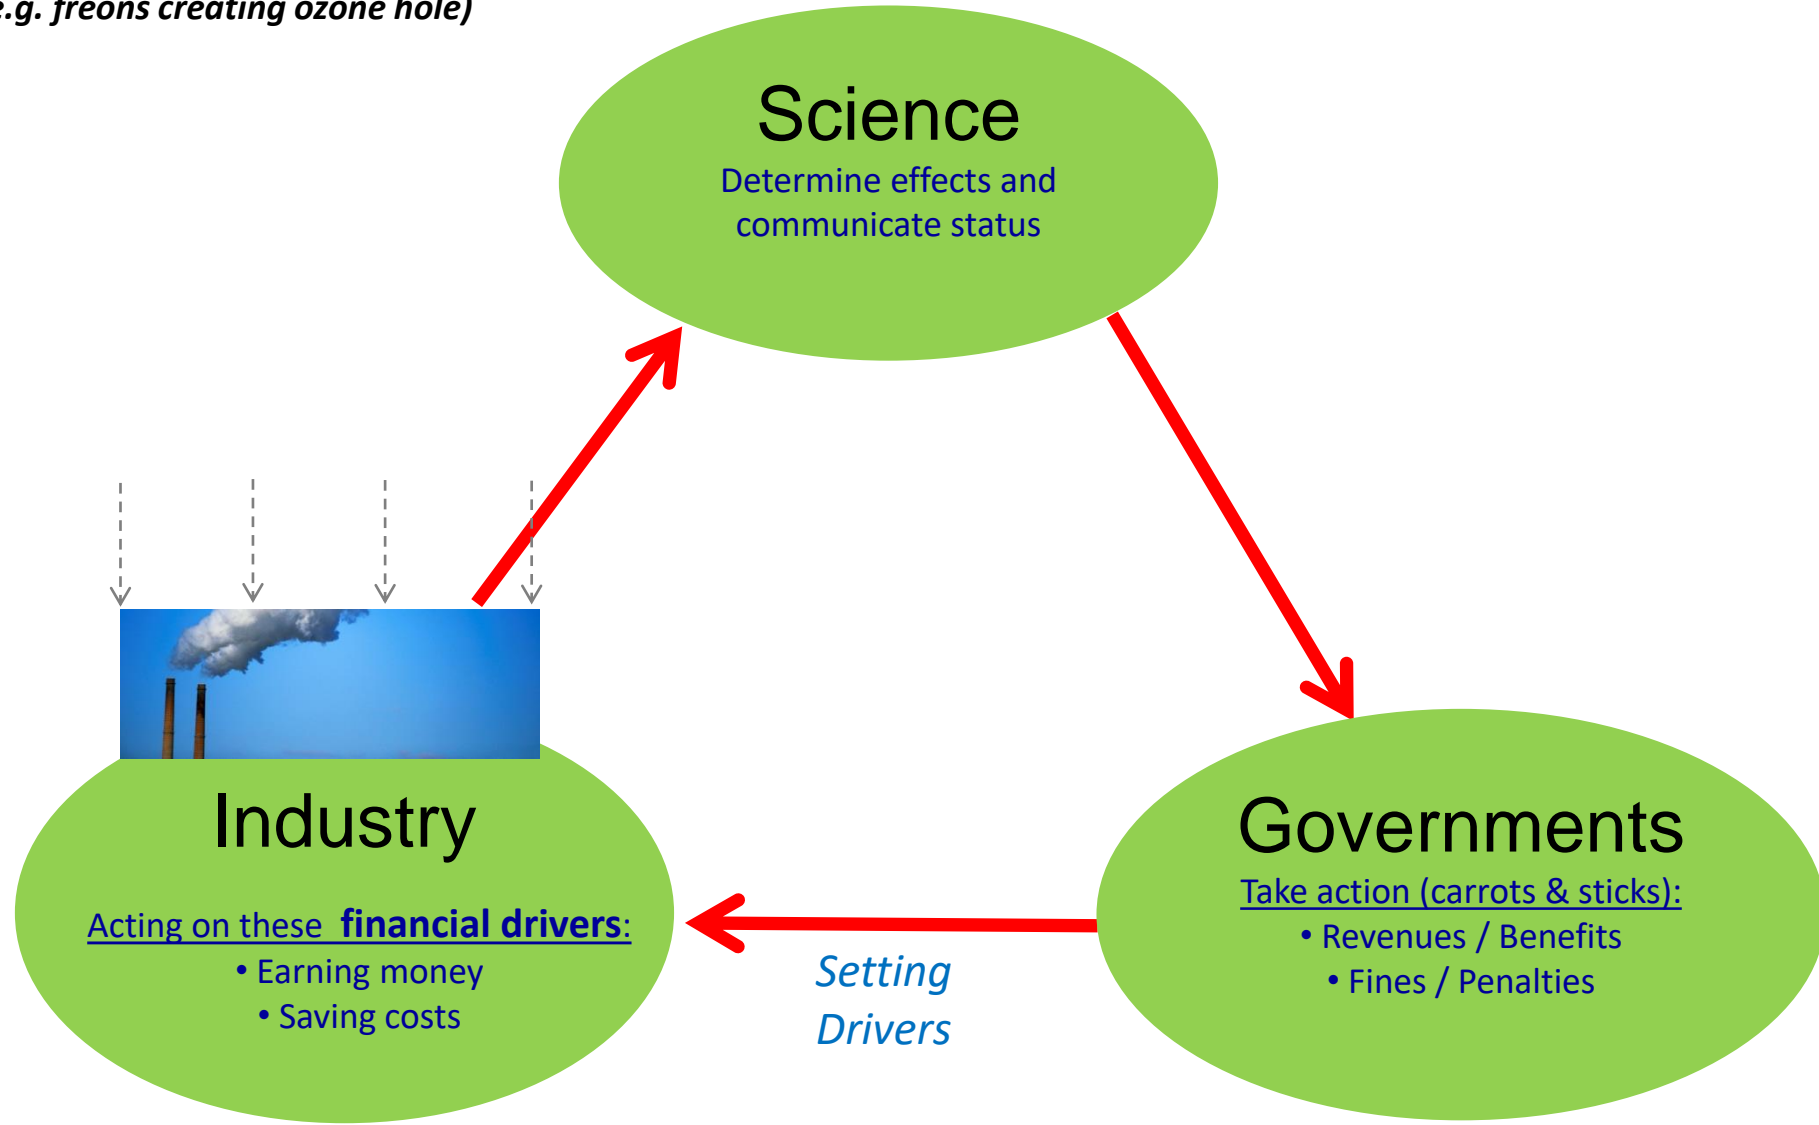 e.g. freons creating ozone hole)
Science
Determine effects and
communicate status
Industry
Acting on these financial drivers:
• Earning money
• Saving costs
Setting
Drivers
Governments
Take action (carrots & sticks):
• Revenues / Benefits
• Fines / Penalties